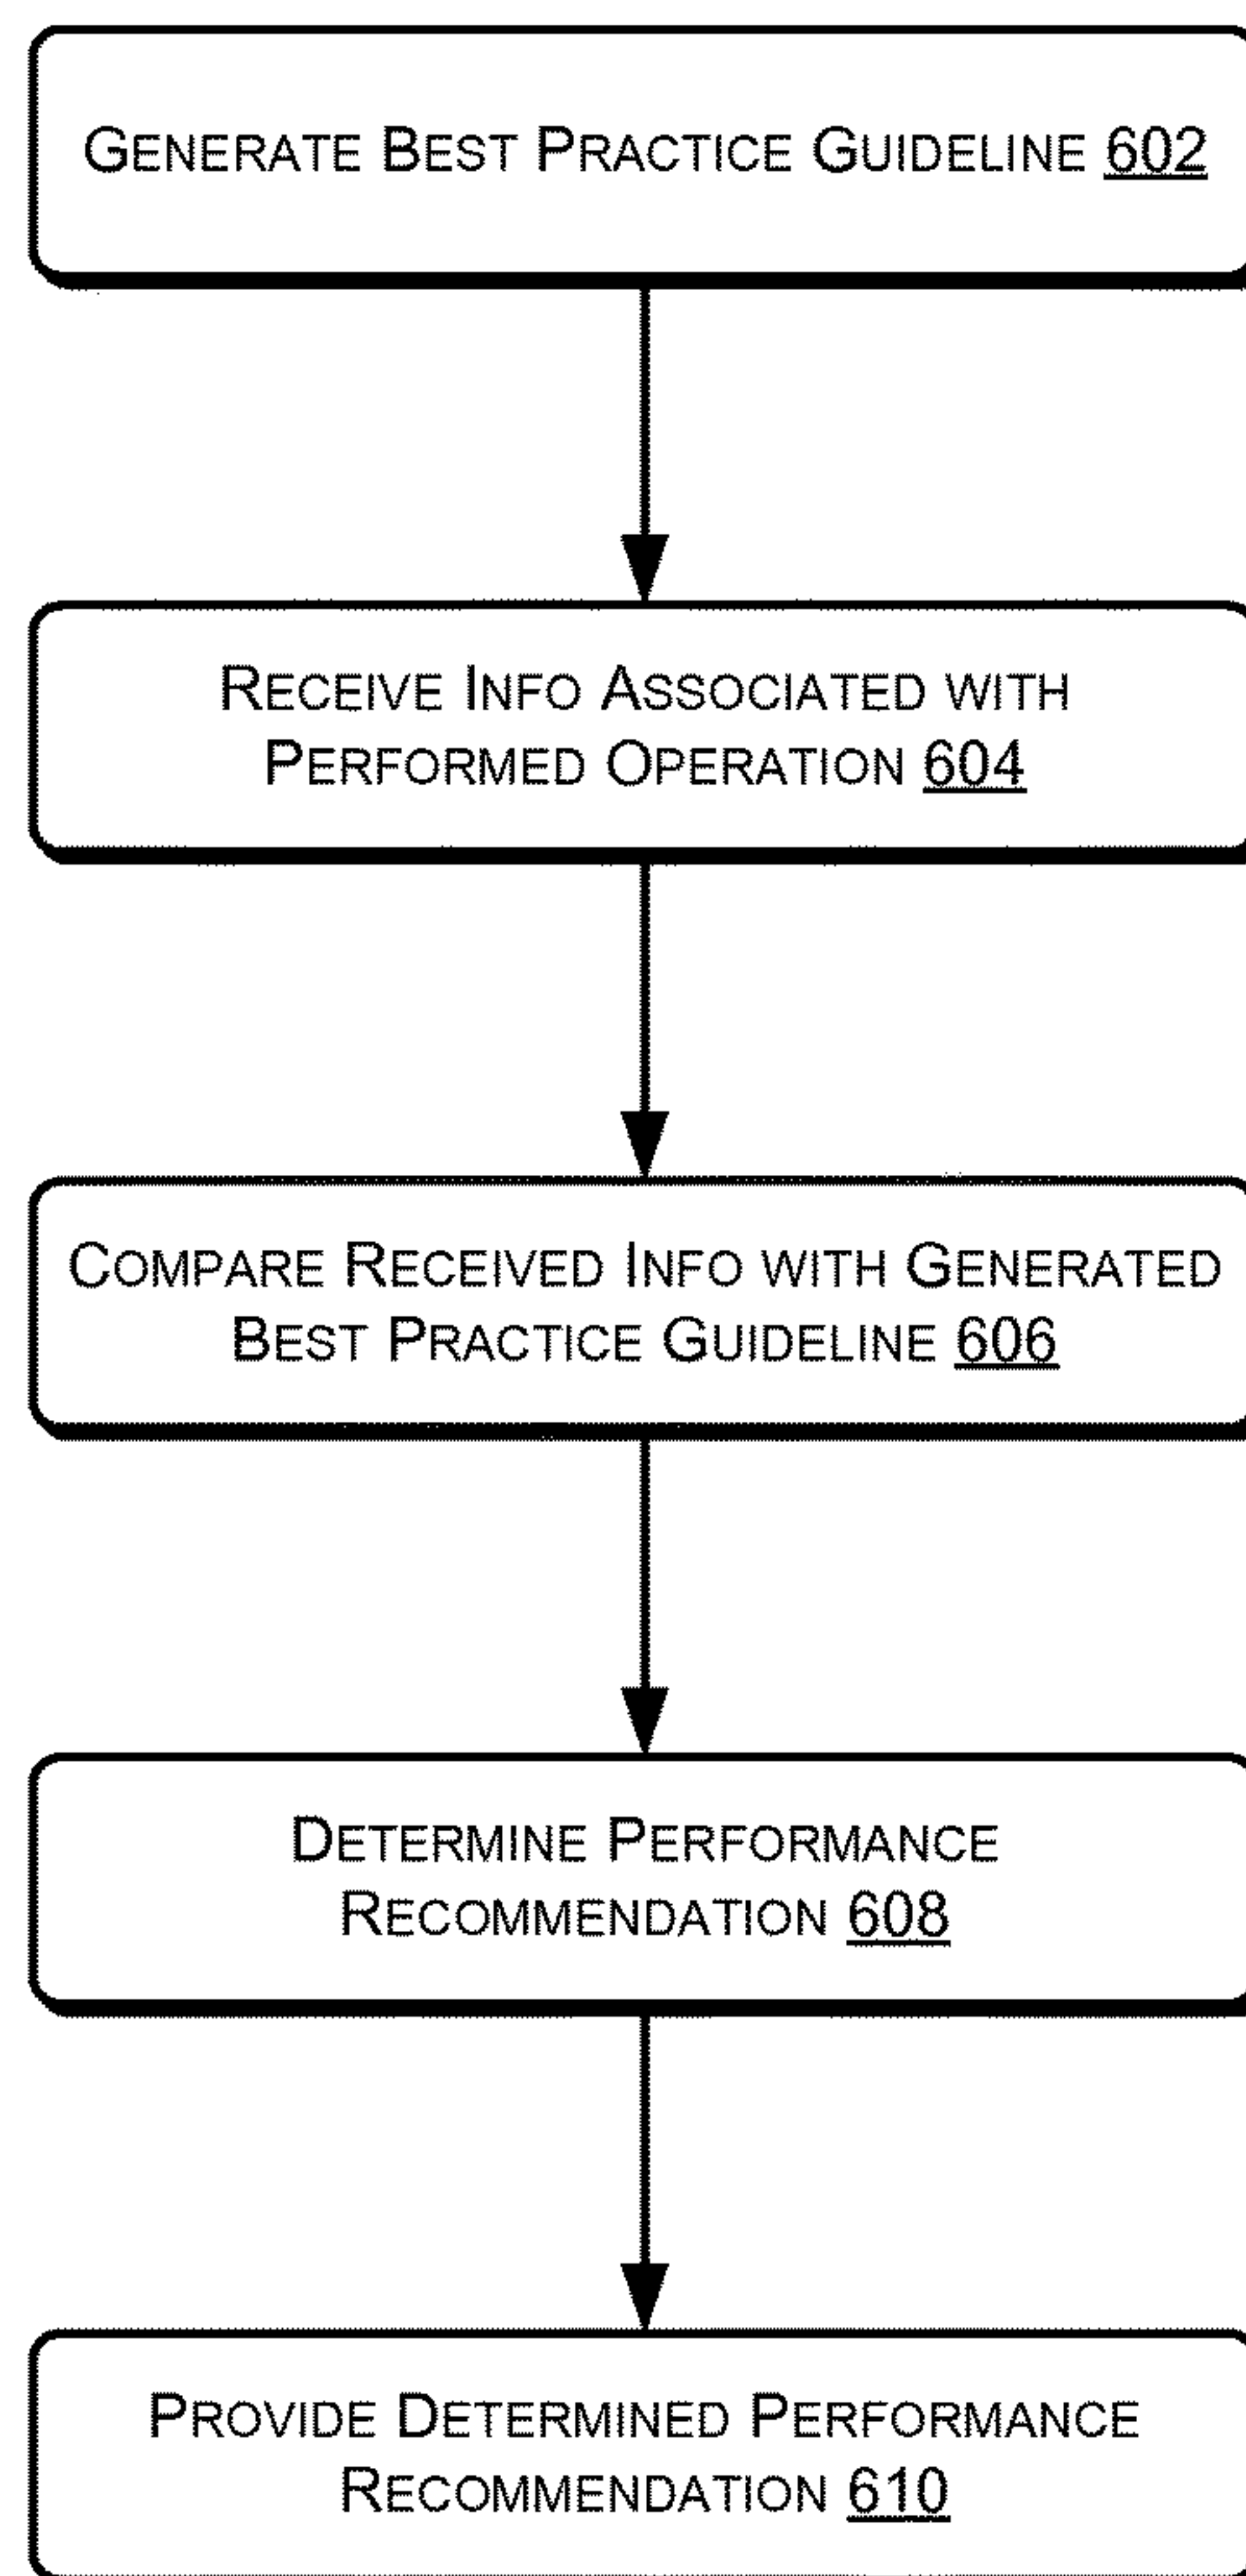 GENERATE BEST PRACTICE GUIDELINE 602
RECEIVE INFO ASSOCIATED WITH
PERFORMED OPERATION 604
COMPARE RECEIVED INFO WITH GENERATED
BEST PRACTICE GUIDELINE 606
DETERMINE PERFORMANCE
RECOMMENDATION 608
PROVIDE DETERMINED PERFORMANCE
RECOMMENDATION 610